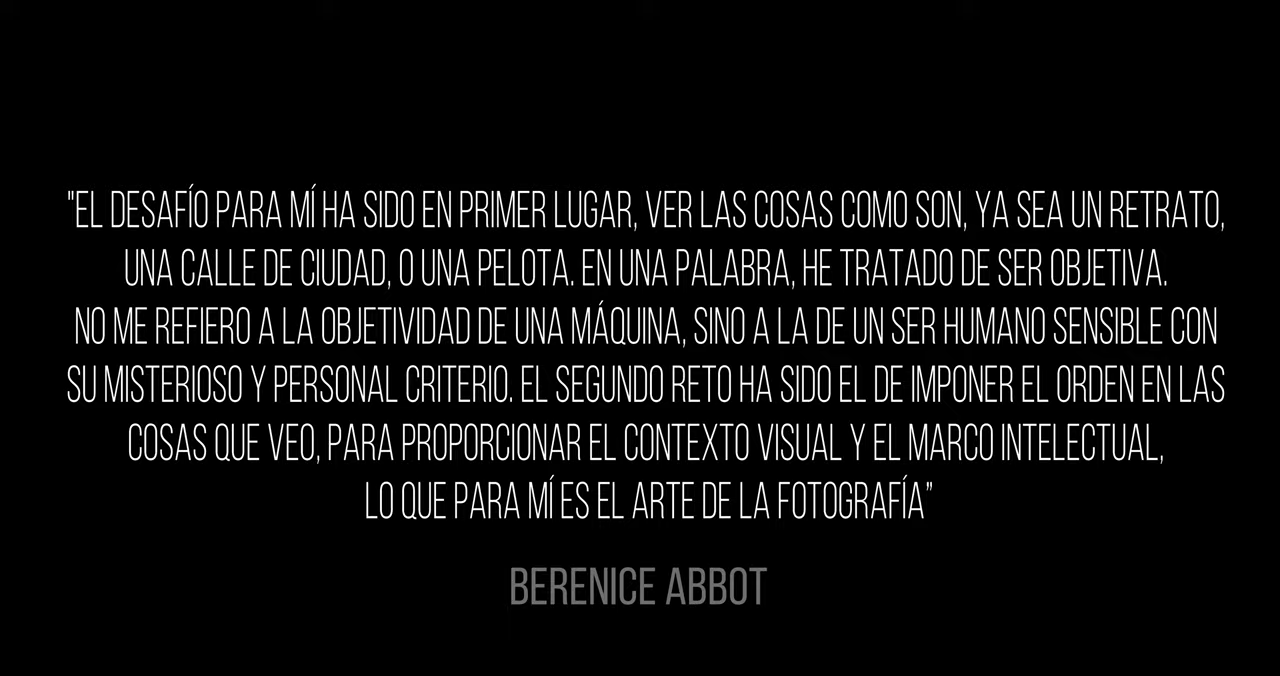 "EL DESAFÍO PARA MÍ HA SIDO EN PRIMER LUGAR, VER LAS COSAS COMO SON, YA SEA UN RETRATO,
UNA CALLE DE CIUDAD, O UNA PELOTA. EN UNA PALABRA, HE TRATADO DE SER OBJETIVA.
NO ME REFIERO A LA OBJETIVIDAD DE UNA MÁQUINA, SINO A LA DE UN SER HUMANO SENSIBLE CON
SU MISTERIOSO Y PERSONAL CRITERIO. EL SEGUNDO RETO HA SIDO EL DE IMPONER EL ORDEN EN LAS
COSAS QUE VEO, PARA PROPORCIONAR EL CONTEXTO VISUAL Y EL MARCO INTELECTUAL,
LO QUE PARA MÍ ES EL ARTE DE LA FOTOGRAFÍA”
BERENICE ABBOT